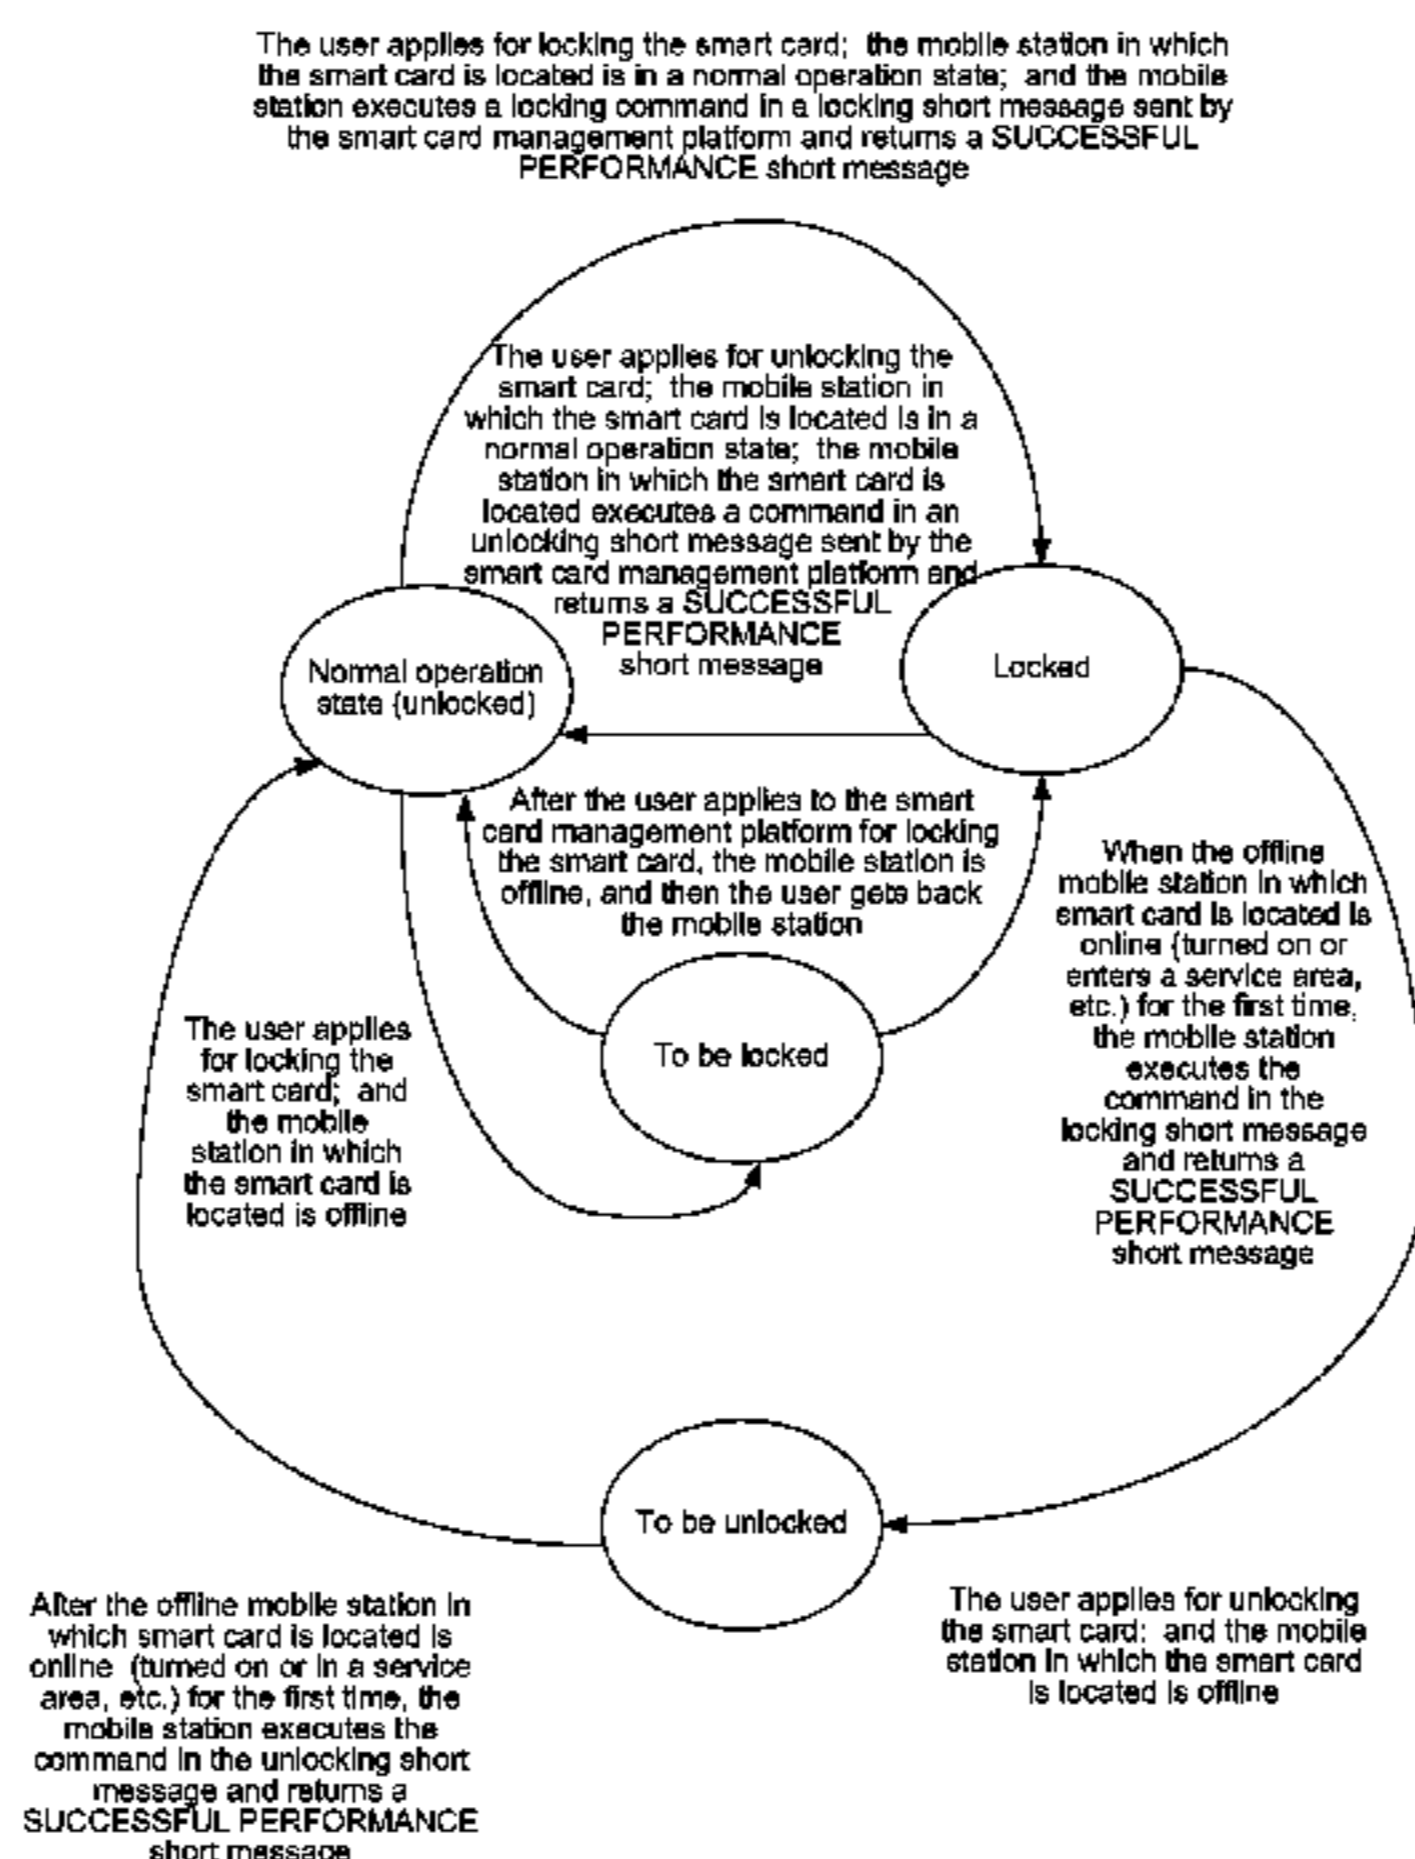 The user applies for locking the smart card; the mobile station in which
the smart card is located is in a normal operation state; and the mobile
station executes a locking command in a locking short message sent by
the smart card management platform and returns a SUCCESSFUL
PERFORMANCE short message
The user applies for unlocking the
smart card; the mobile station in
which the smart card is located is in a
normal operation state; the mobile
station in which the smart card is
located executes a command in an
unlocking short message sent by the
smart card management platform and
returns a SUCCESSFUL
PERFORMANCE
short message
Normal operation
state (unlocked)
Locked
After the user applies to the smart
card management platform for locking
the smart card, the mobile station is
offline, and then the user gets back
the mobile station
When the offline
mobile station in which
smart card is located is
online (turned on or
enters a service area,
etc.) for the first time,
the mobile station
executes the
command in the
locking short message
and returns a
SUCCESSFUL
PERFORMANCE
short message
The user applies
for locking the
smart card; and
the mobile
station in which
the smart card is
located is offline
To be locked
To be unlocked
After the offline mobile station in
which smart card is located is
online (turned on or in a service
area, etc.) for the first time, the
mobile station executes the
command in the unlocking short
message and returns a
SUCCESSFUL PERFORMANCE
short message
The user applies for unlocking
the smart card: and the mobile
station in which the smart card
is located is offline